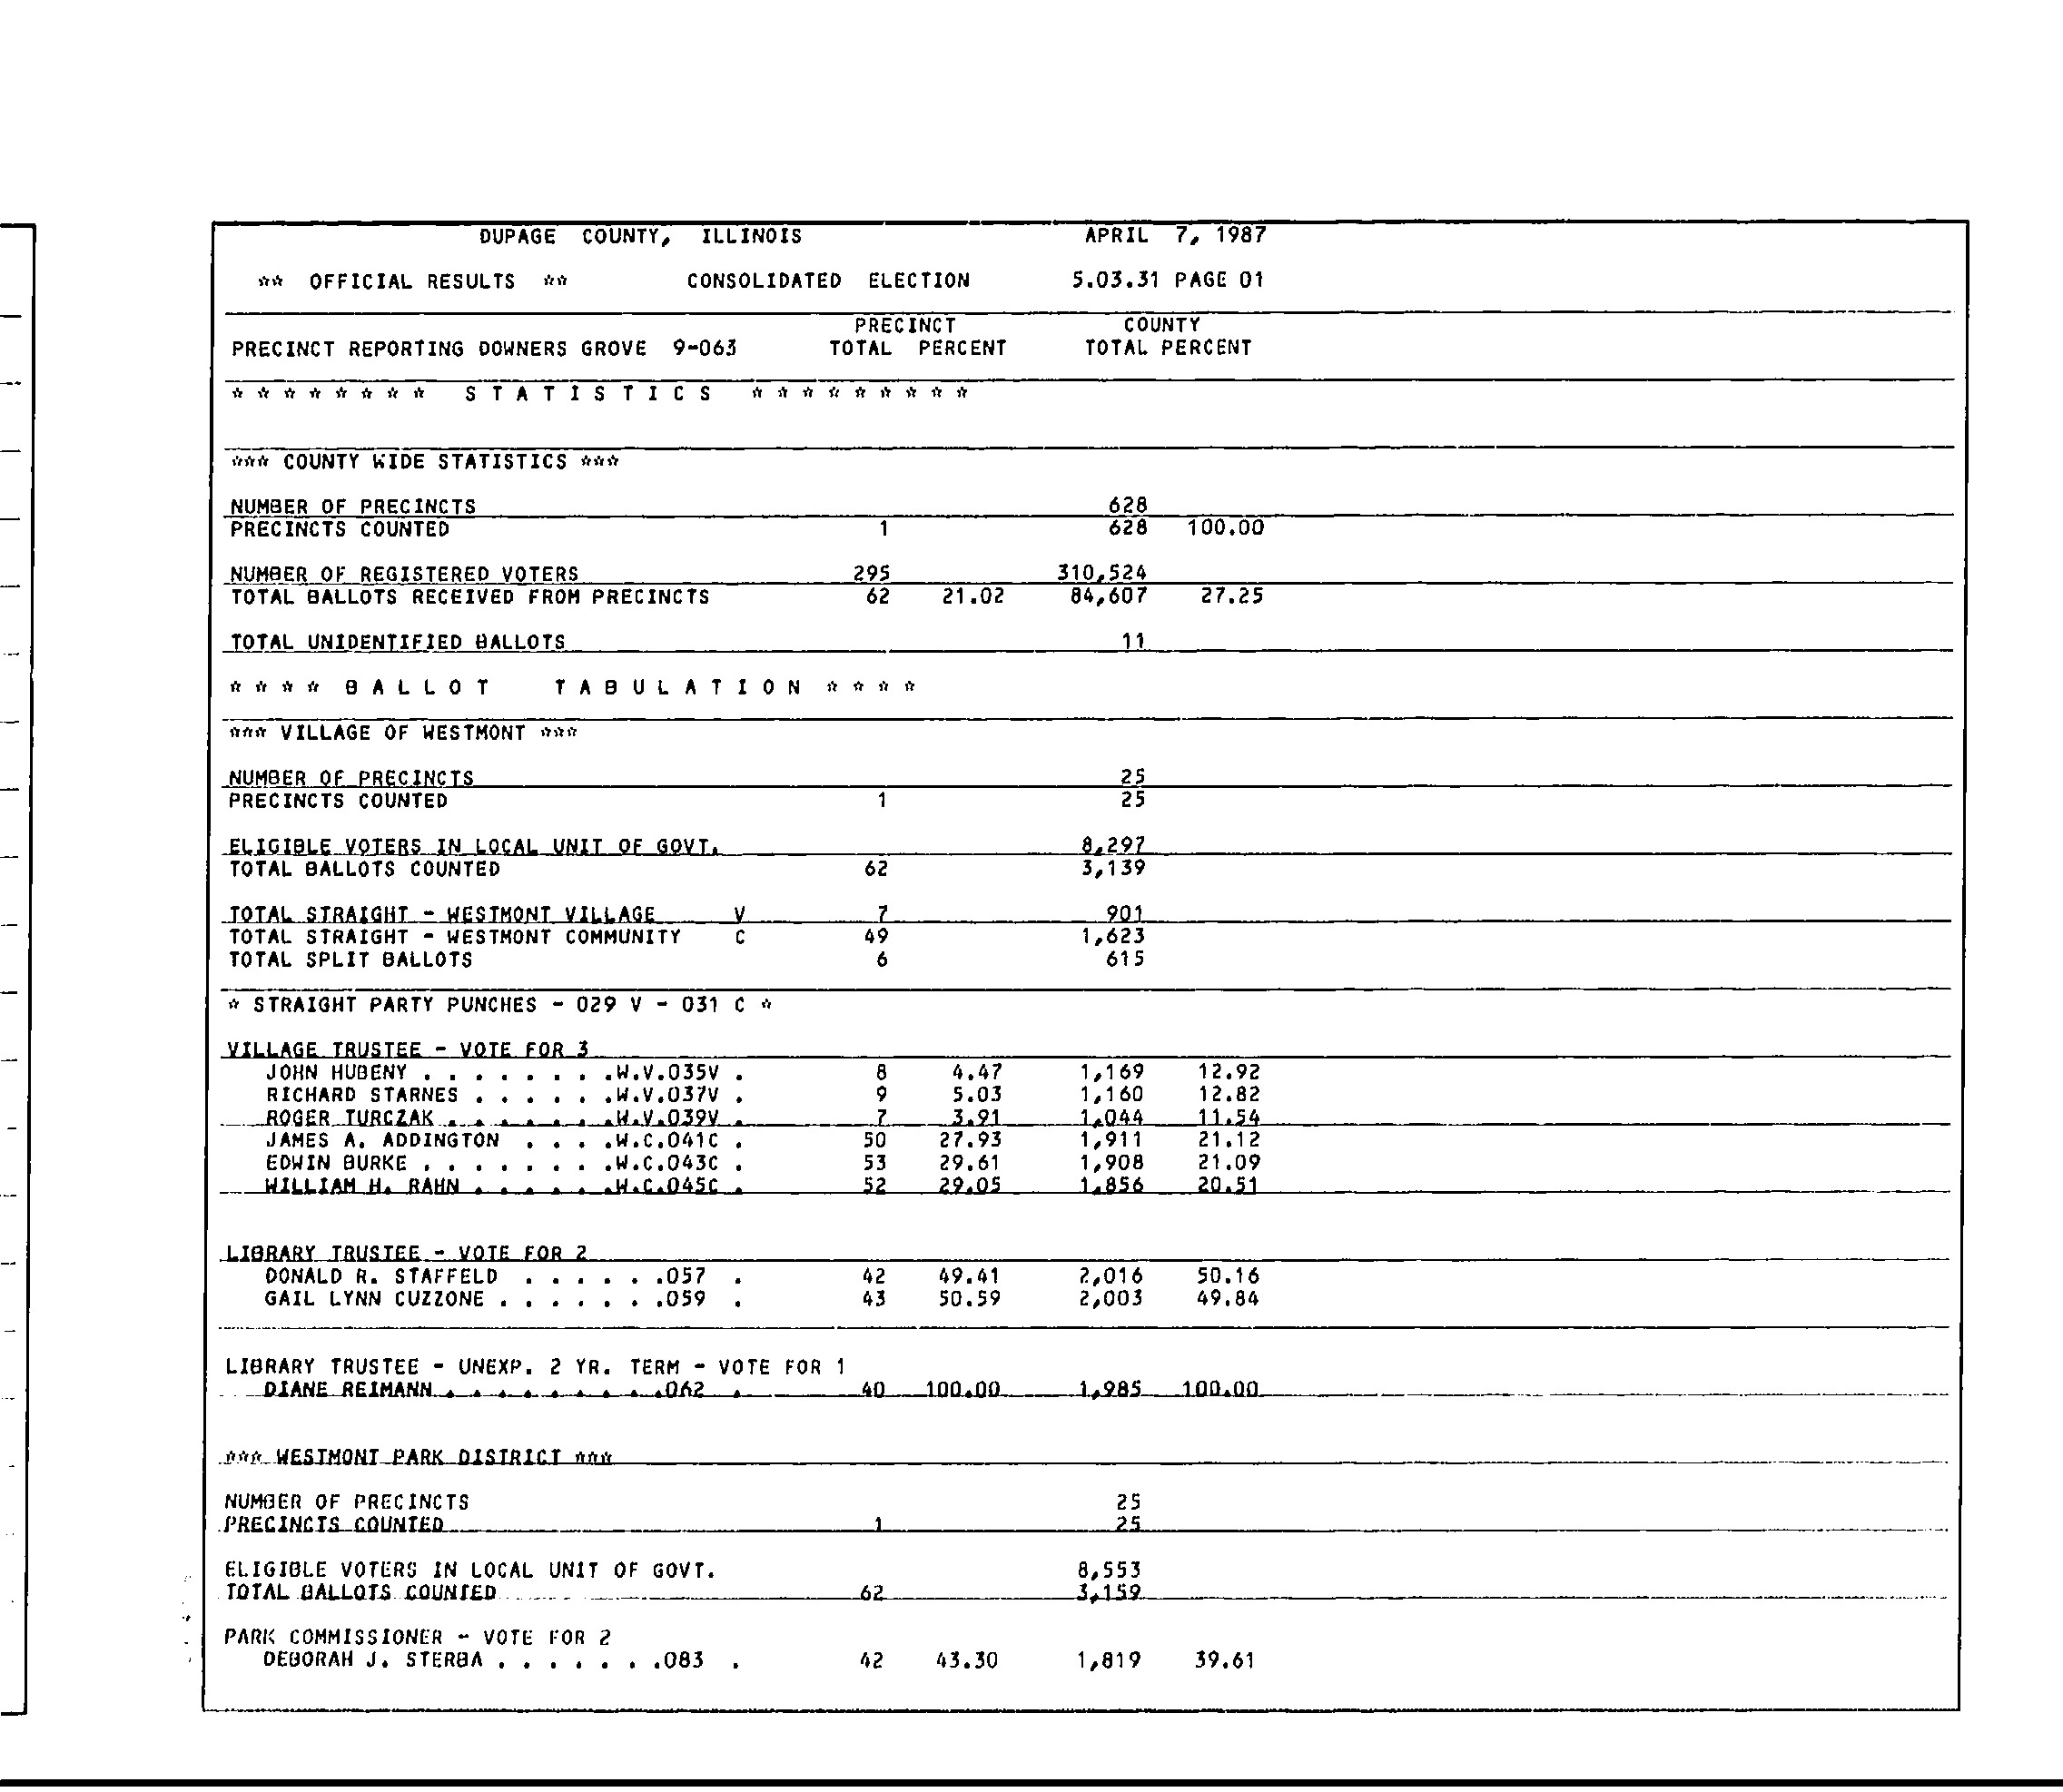 DUPAGE COUNTY, ILLINOIS APRIL 7, 1987
** OFFICIAL RESULTS ** CONSOLIDATED ELECTION 5.03.31 PAGE 01
PRECINCT COUNTY
PRECINCT REPORTING DOWNERS GROVE 9-063 TOTAL PERCENT TOTAL PERCENT
* * * * * * * * S T A T I S T I C S * * * * * * * * *
*** COUNTY WIDE STATISTICS ***
NUMBER OF PRECINCTS 628
PRECINCTS COUNTED 1 628 100.00
NUMBER OF REGISTERED VOTERS 295 310,524
TOTAL BALLOTS RECEIVED FROM PRECINCTS 62 21.02 84,607 27.25
TOTAL UNIDENTIFIED BALLOTS 11
* * * * B A L L O T T A B U L A T I O N * * * *
*** VILLAGE OF WESTMONT ***
NUMBER OF PRECINCTS 25
PRECINCTS COUNTED 1 25
ELIGIBLE VOTERS IN LOCAL UNIT OF GOVT. 8,297
TOTAL BALLOTS COUNTED 62 3,139
TOTAL STRAIGHT - WESTMONT VILLAGE V 7 901
TOTAL STRAIGHT - WESTMONT COMMUNITY C 49 1,623
TOTAL SPLIT BALLOTS 6 615
* STRAIGHT PARTY PUNCHES - 029 V - 031 C *
VILLAGE TRUSTEE - VOTE FOR 3
JOHN HUBENY . . . . . . . .W.V.035V . 8 4.47 1,169 12.92
RICHARD STARNES . . . . . .W.V.037V . 9 5.03 1,160 12.82
ROGER TURCZAK . . . . . . .W.V.039V . 7 3.91 1,044 11.54
JAMES A. ADDINGTON . . . .W.C.041C . 50 27.93 1,911 21.12
EDWIN BURKE . . . . . . . .W.C.043C . 53 29.61 1,908 21.09
WILLIAM H. RAHN . . . . . .W.C.045C . 52 29.05 1,856 20.51
LIBRARY TRUSTEE - VOTE FOR 2
DONALD R. STAFFELD . . . . . .057 . 42 49.41 2,016 50.16
GAIL LYNN CUZZONE . . . . . . .059 . 43 50.59 2,003 49.84
LIBRARY TRUSTEE - UNEXP. 2 YR. TERM - VOTE FOR 1
DIANE REIMANN . . . . . . . . .062 . 40 100.00 1,985 100.00
*** WESTMONT PARK DISTRICT ***
NUMBER OF PRECINCTS 25
PRECINCTS COUNTED 1 25
ELIGIBLE VOTERS IN LOCAL UNIT OF GOVT. 8,553
TOTAL BALLOTS COUNTED 62 3,159
PARK COMMISSIONER - VOTE FOR 2
DEBORAH J. STERBA . . . . . . .083 . 42 43.30 1,819 39.61